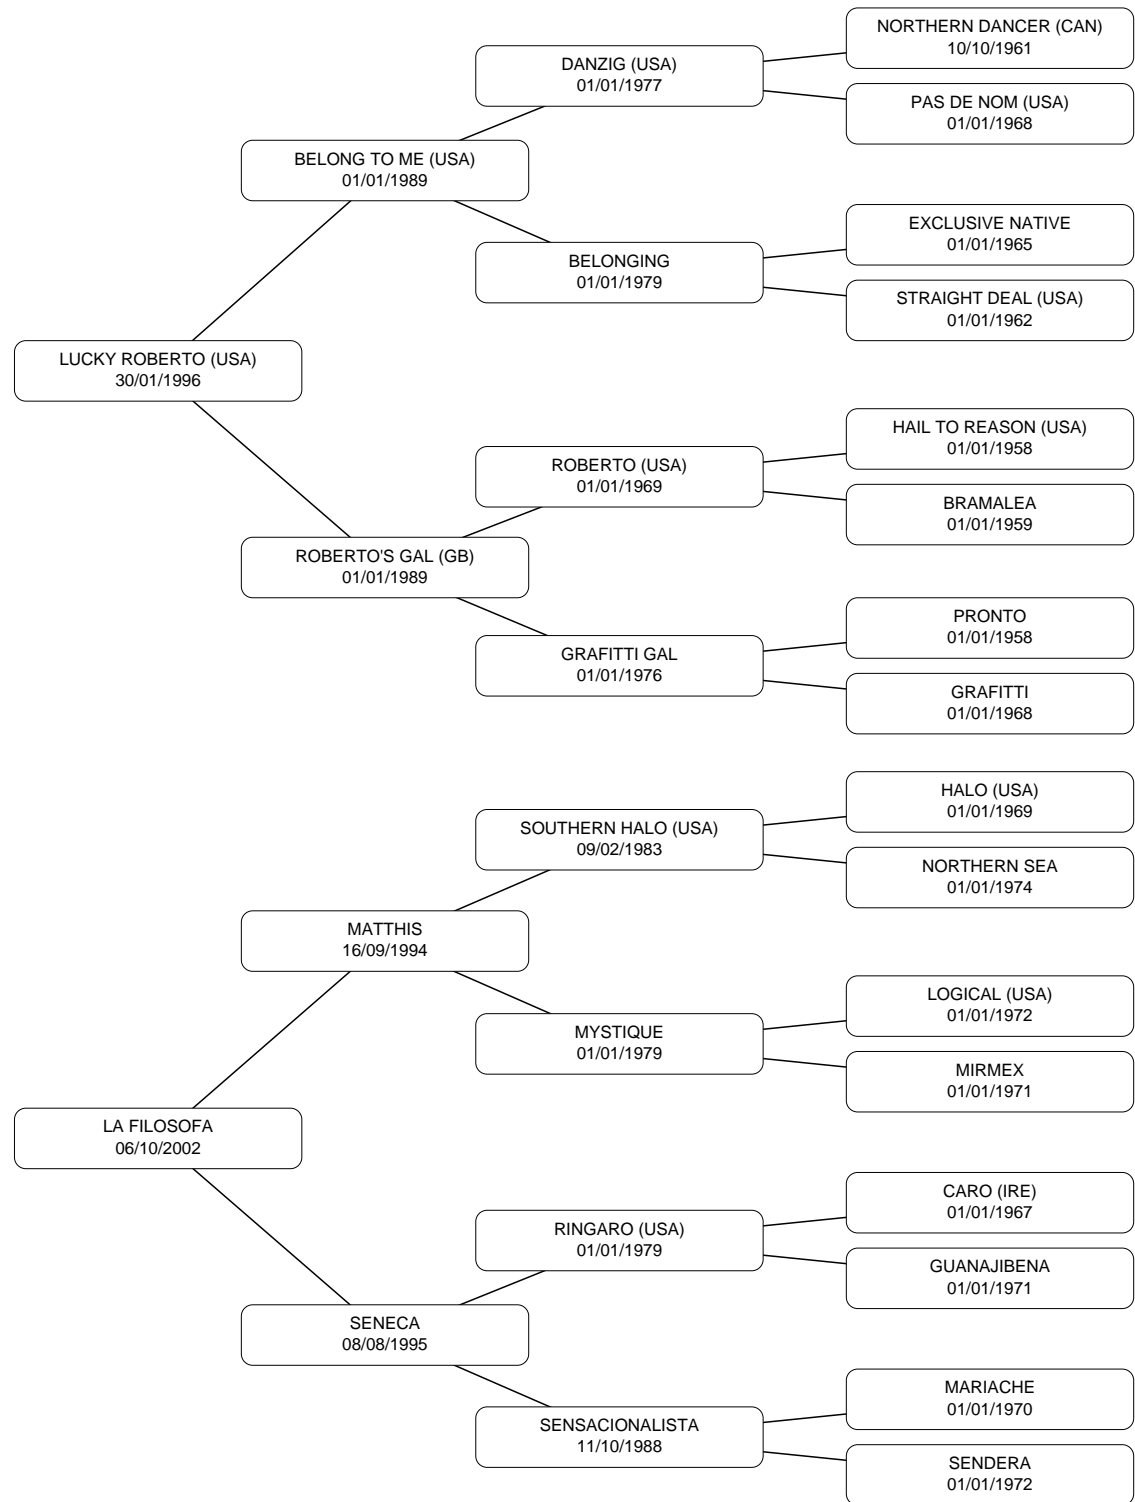 NORTHERN DANCER (CAN)
10/10/1961
DANZIG (USA)
01/01/1977
PAS DE NOM (USA)
01/01/1968
BELONG TO ME (USA)
01/01/1989
EXCLUSIVE NATIVE
01/01/1965
BELONGING
01/01/1979
STRAIGHT DEAL (USA)
01/01/1962
LUCKY ROBERTO (USA)
30/01/1996
HAIL TO REASON (USA)
01/01/1958
ROBERTO (USA)
01/01/1969
BRAMALEA
01/01/1959
ROBERTO'S GAL (GB)
01/01/1989
PRONTO
01/01/1958
GRAFITTI GAL
01/01/1976
GRAFITTI
01/01/1968
HALO (USA)
01/01/1969
SOUTHERN HALO (USA)
09/02/1983
NORTHERN SEA
01/01/1974
MATTHIS
16/09/1994
LOGICAL (USA)
01/01/1972
MYSTIQUE
01/01/1979
MIRMEX
01/01/1971
LA FILOSOFA
06/10/2002
CARO (IRE)
01/01/1967
RINGARO (USA)
01/01/1979
GUANAJIBENA
01/01/1971
SENECA
08/08/1995
MARIACHE
01/01/1970
SENSACIONALISTA
11/10/1988
SENDERA
01/01/1972